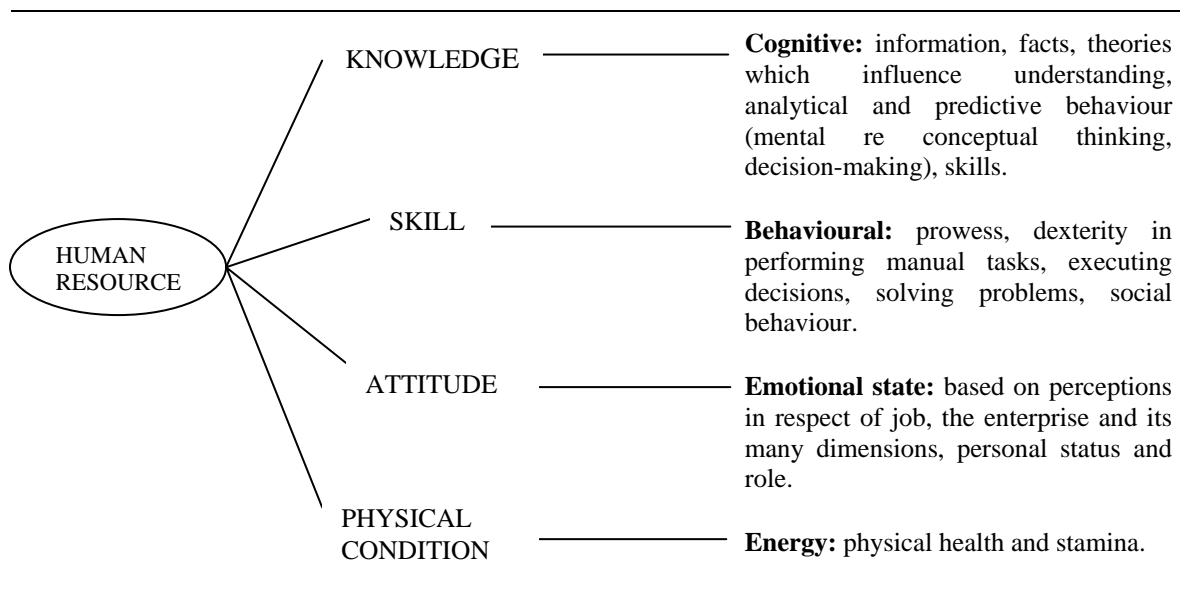 HUMAN
RESOURCE
KNOWLEDGE
Cognitive: information, facts, theories
which influence understanding,
analytical and predictive behaviour
(mental re conceptual thinking,
decision-making), skills.
SKILL
Behavioural: prowess, dexterity in
performing manual tasks, executing
decisions, solving problems, social
behaviour.
ATTITUDE
Emotional state: based on perceptions
in respect of job, the enterprise and its
many dimensions, personal status and
role.
PHYSICAL
CONDITION
Energy: physical health and stamina.